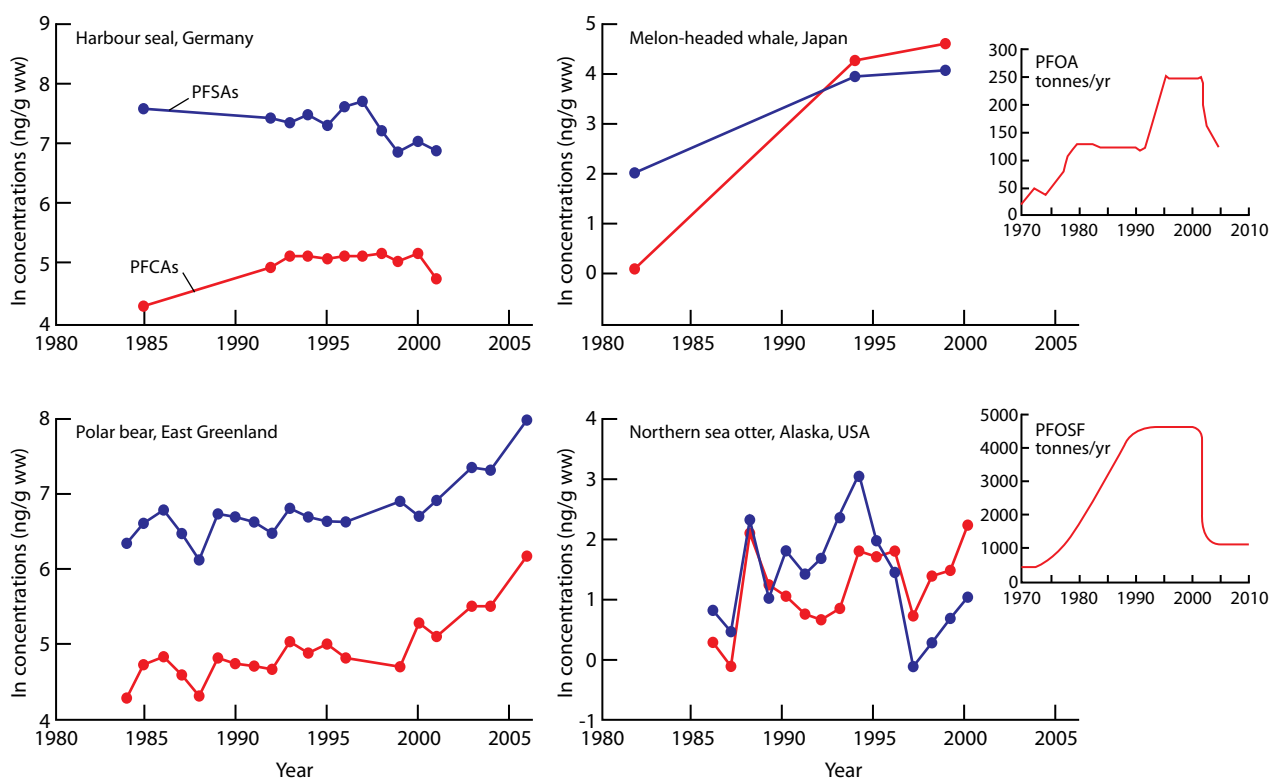 Harbour seal, Germany
ln concentrations (ng/g ww)
9
8
7
6
5
4
PFSAs
PFCAs
1980 1985 1990 1995 2000 2005
Melon-headed whale, Japan
ln concentrations (ng/g ww)
5
4
3
2
1
0
1980 1985 1990 1995 2000 2005
PFOA
tonnes/yr
300
250
200
150
100
50
0
1970 1980 1990 2000 2010
Polar bear, East Greenland
ln concentrations (ng/g ww)
8
7
6
5
4
1980 1985 1990 1995 2000 2005
Year
Northern sea otter, Alaska, USA
ln concentrations (ng/g ww)
4
3
2
1
0
-1
1980 1985 1990 1995 2000 2005
Year
PFOSF
tonnes/yr
5000
4000
3000
2000
1000
0
1970 1980 1990 2000 2010